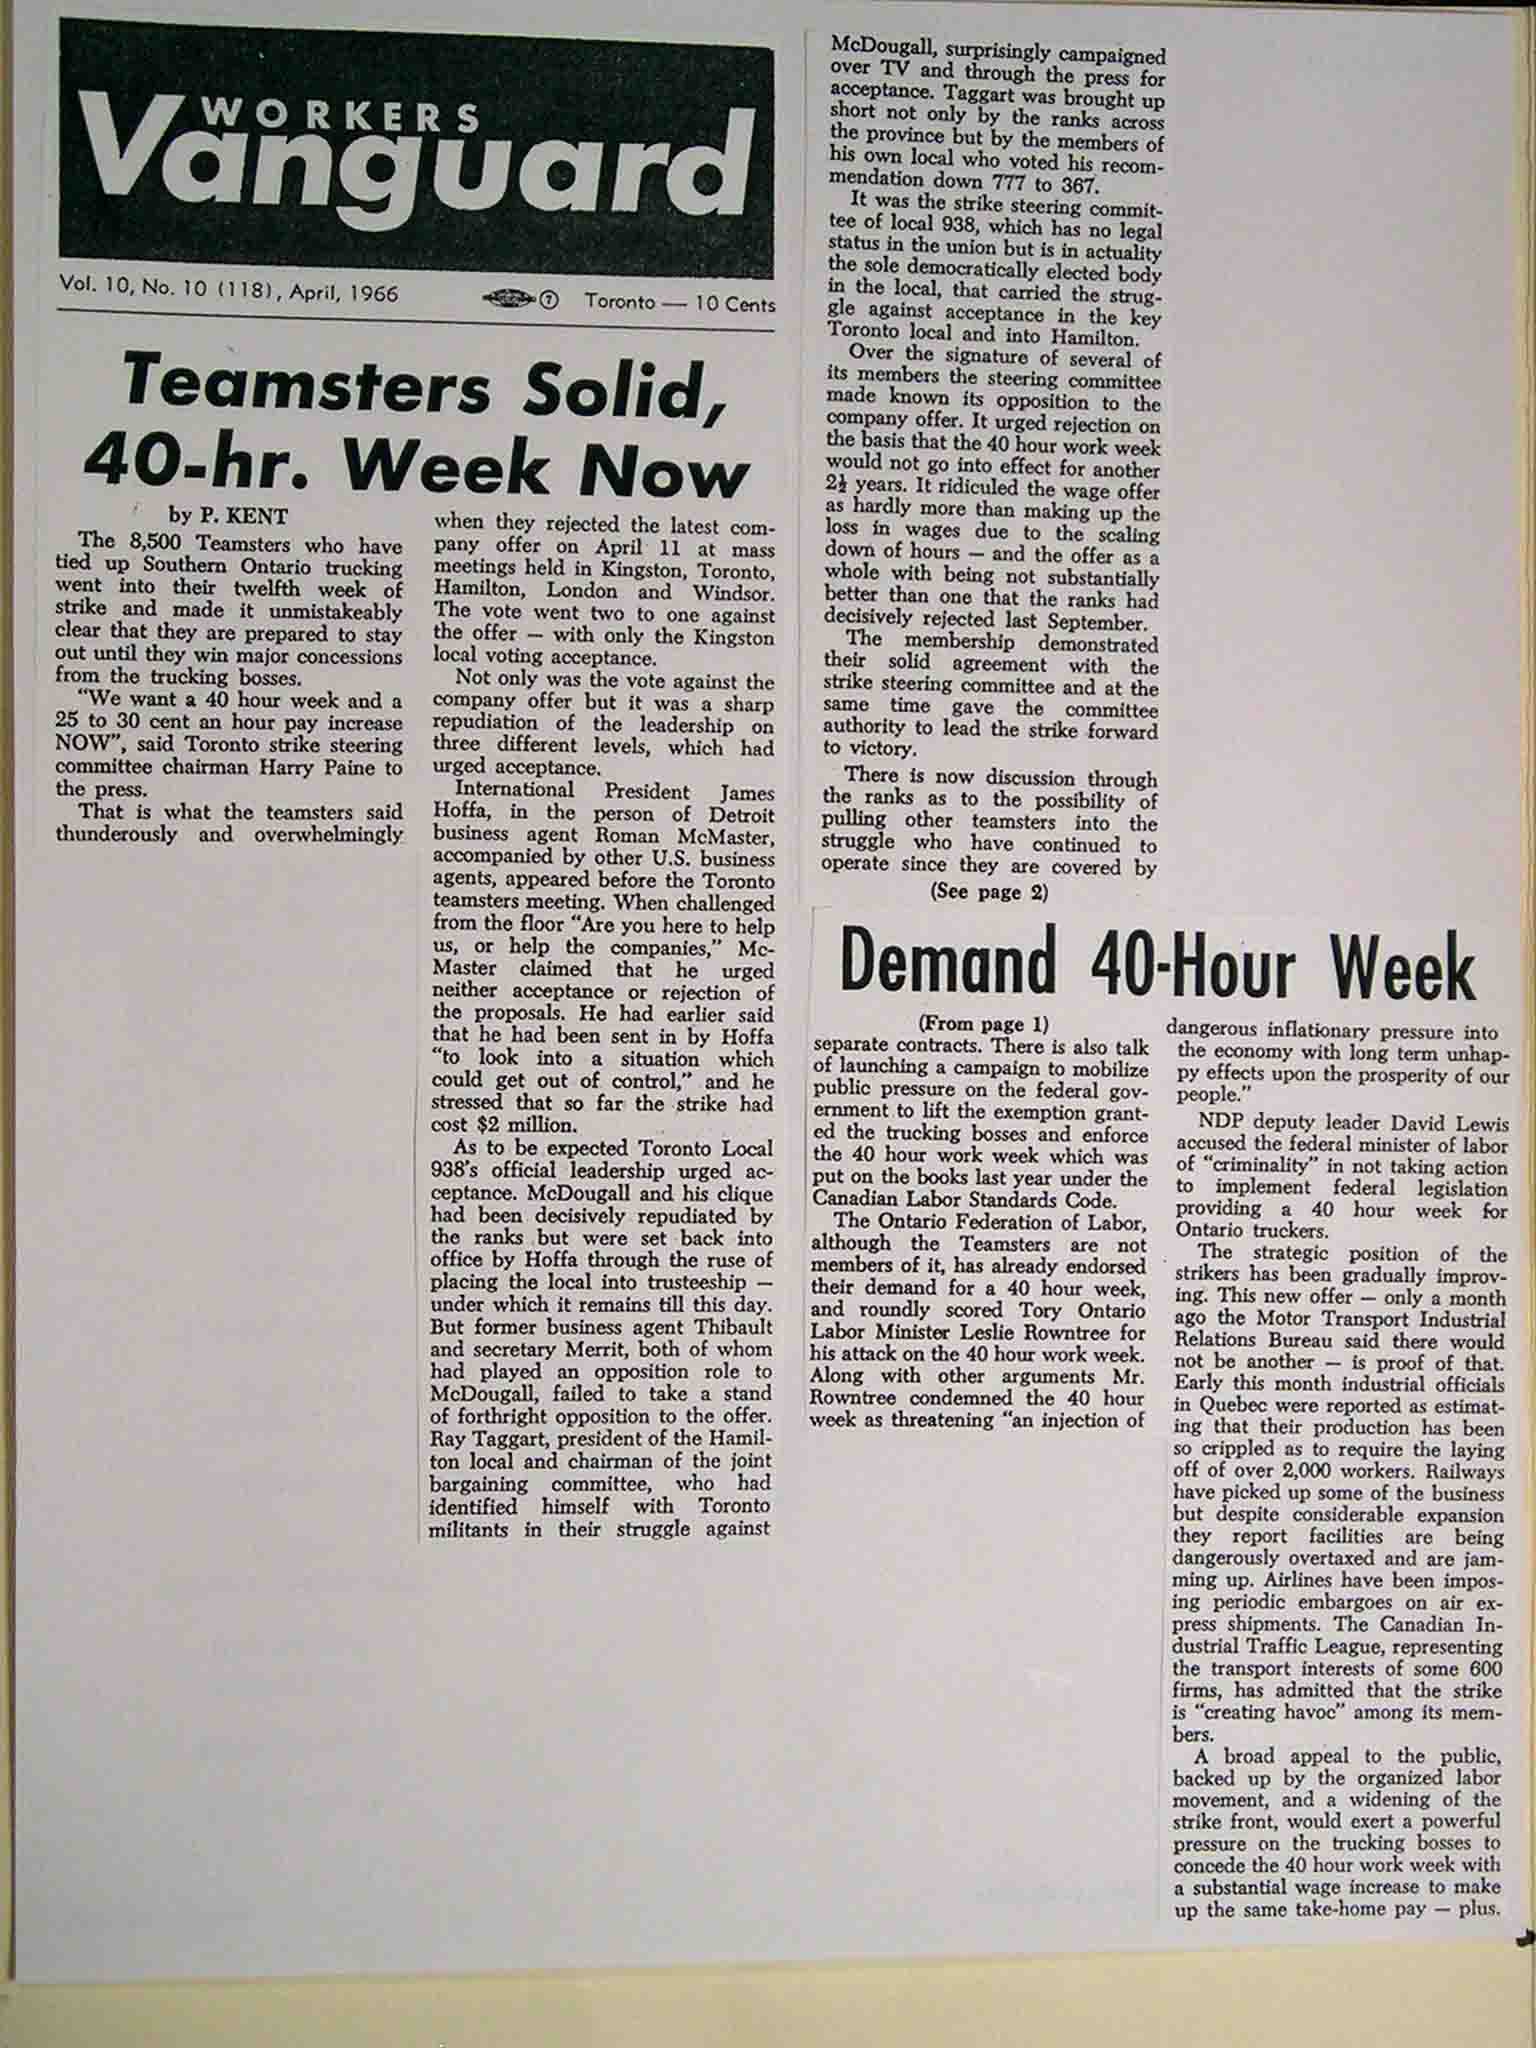 WORKERS
Vanguard
Vol. 10, No. 10 (118), April, 1966
Toronto — 10 Cents
Teamsters Solid,
40-hr. Week Now
by P. KENT
The 8,500 Teamsters who have
tied up Southern Ontario trucking
went into their twelfth week of
strike and made it unmistakeably
clear that they are prepared to stay
out until they win major concessions
from the trucking bosses.
"We want a 40 hour week and a
25 to 30 cent an hour pay increase
NOW", said Toronto strike steering
committee chairman Harry Paine to
the press.
That is what the teamsters said
thunderously and overwhelmingly
when they rejected the latest com-
pany offer on April 11 at mass
meetings held in Kingston, Toronto,
Hamilton, London and Windsor.
The vote went two to one against
the offer — with only the Kingston
local voting acceptance.
Not only was the vote against the
company offer but it was a sharp
repudiation of the leadership on
three different levels, which had
urged acceptance.
International President James
Hoffa, in the person of Detroit
business agent Roman McMaster,
accompanied by other U.S. business
agents, appeared before the Toronto
teamsters meeting. When challenged
from the floor "Are you here to help
us, or help the companies," Mc-
Master claimed that he urged
neither acceptance or rejection of
the proposals. He had earlier said
that he had been sent in by Hoffa
"to look into a situation which
could get out of control," and he
stressed that so far the strike had
cost $2 million.
As to be expected Toronto Local
938's official leadership urged ac-
ceptance. McDougall and his clique
had been decisively repudiated by
the ranks but were set back into
office by Hoffa through the ruse of
placing the local into trusteeship —
under which it remains till this day.
But former business agent Thibault
and secretary Merrit, both of whom
had played an opposition role to
McDougall, failed to take a stand
of forthright opposition to the offer.
Ray Taggart, president of the Hamil-
ton local and chairman of the joint
bargaining committee, who had
identified himself with Toronto
militants in their struggle against
McDougall, surprisingly campaigned
over TV and through the press for
acceptance. Taggart was brought up
short not only by the ranks across
the province but by the members of
his own local who voted his recom-
mendation down 777 to 367.
It was the strike steering commit-
tee of local 938, which has no legal
status in the union but is in actuality
the sole democratically elected body
in the local, that carried the strug-
gle against acceptance in the key
Toronto local and into Hamilton.
Over the signature of several of
its members the steering committee
made known its opposition to the
company offer. It urged rejection on
the basis that the 40 hour work week
would not go into effect for another
2½ years. It ridiculed the wage offer
as hardly more than making up the
loss in wages due to the scaling
down of hours — and the offer as a
whole with being not substantially
better than one that the ranks had
decisively rejected last September.
The membership demonstrated
their solid agreement with the
strike steering committee and at the
same time gave the committee
authority to lead the strike forward
to victory.
There is now discussion through
the ranks as to the possibility of
pulling other teamsters into the
struggle who have continued to
operate since they are covered by
(See page 2)
Demand 40-Hour Week
(From page 1)
separate contracts. There is also talk
of launching a campaign to mobilize
public pressure on the federal gov-
ernment to lift the exemption grant-
ed the trucking bosses and enforce
the 40 hour work week which was
put on the books last year under the
Canadian Labor Standards Code.
The Ontario Federation of Labor,
although the Teamsters are not
members of it, has already endorsed
their demand for a 40 hour week,
and roundly scored Tory Ontario
Labor Minister Leslie Rowntree for
his attack on the 40 hour work week.
Along with other arguments Mr.
Rowntree condemned the 40 hour
week as threatening "an injection of
dangerous inflationary pressure into
the economy with long term unhap-
py effects upon the prosperity of our
people."
NDP deputy leader David Lewis
accused the federal minister of labor
of "criminality" in not taking action
to implement federal legislation
providing a 40 hour week for
Ontario truckers.
The strategic position of the
strikers has been gradually improv-
ing. This new offer — only a month
ago the Motor Transport Industrial
Relations Bureau said there would
not be another — is proof of that.
Early this month industrial officials
in Quebec were reported as estimat-
ing that their production has been
so crippled as to require the laying
off of over 2,000 workers. Railways
have picked up some of the business
but despite considerable expansion
they report facilities are being
dangerously overtaxed and are jam-
ming up. Airlines have been impos-
ing periodic embargoes on air ex-
press shipments. The Canadian In-
dustrial Traffic League, representing
the transport interests of some 600
firms, has admitted that the strike
is "creating havoc" among its mem-
bers.
A broad appeal to the public,
backed up by the organized labor
movement, and a widening of the
strike front, would exert a powerful
pressure on the trucking bosses to
concede the 40 hour work week with
a substantial wage increase to make
up the same take-home pay — plus.